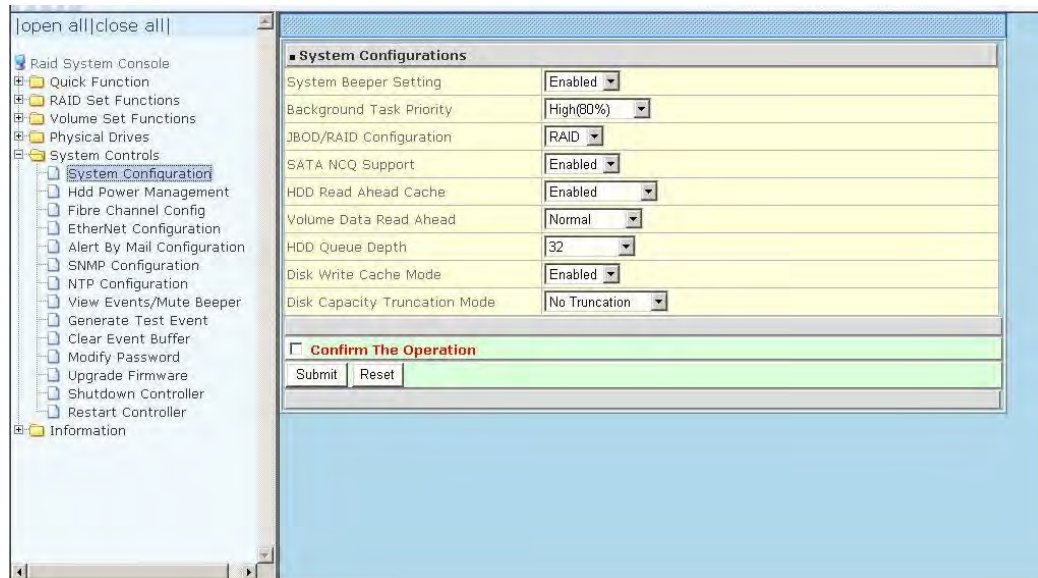 |open all|close all|
Raid System Console
Quick Function
RAID Set Functions
Volume Set Functions
Physical Drives
System Controls
System Configuration
Hdd Power Management
Fibre Channel Config
EtherNet Configuration
Alert By Mail Configuration
SNMP Configuration
NTP Configuration
View Events/Mute Beeper
Generate Test Event
Clear Event Buffer
Modify Password
Upgrade Firmware
Shutdown Controller
Restart Controller
Information
System Configurations
System Beeper Setting Enabled
Background Task Priority High(80%)
JBOD/RAID Configuration RAID
SATA NCQ Support Enabled
HDD Read Ahead Cache Enabled
Volume Data Read Ahead Normal
HDD Queue Depth 32
Disk Write Cache Mode Enabled
Disk Capacity Truncation Mode No Truncation
Confirm The Operation
Submit Reset